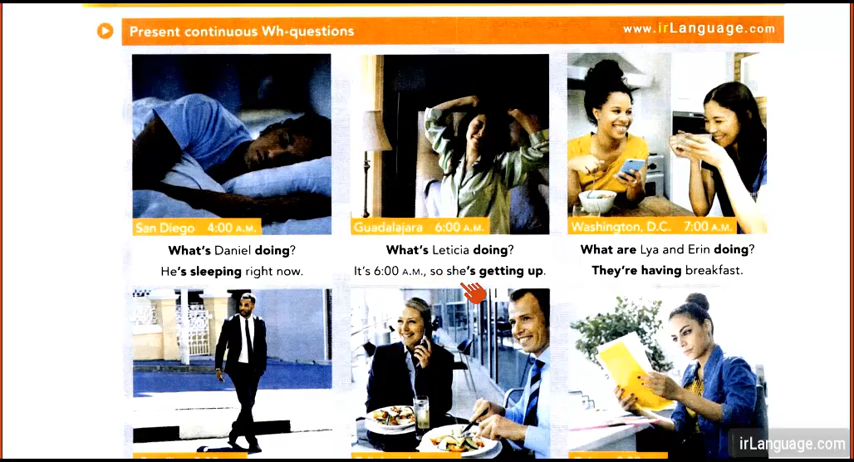 Present continuous Wh-questions
www.irLanguage.com
San Diego 4:00 A.M.
Guadalajara 6:00 A.M.
Washington, D.C. 7:00 A.M.
What's Daniel doing?
He's sleeping right now.
What's Leticia doing?
It's 6:00 A.M., so she's getting up.
What are Lya and Erin doing?
They're having breakfast.
irLanguage.com